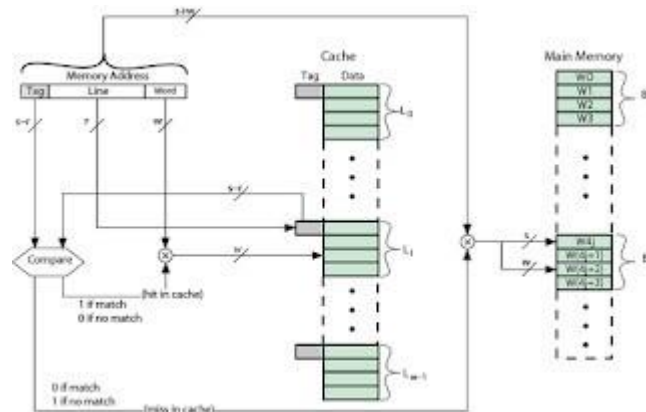 s+w
Cache
Main Memory
Memory Address
Tag
Data
Tag
Line
Word
W0
W1
W2
W3
L0
s-r
r
w
s-r
W4j
W(4j+1)
W(4j+2)
W(4j+3)
Compare
w
Li
s
w
(hit in cache)
1 if match
0 if no match
Lm-1
0 if match
1 if no match
(miss in cache)